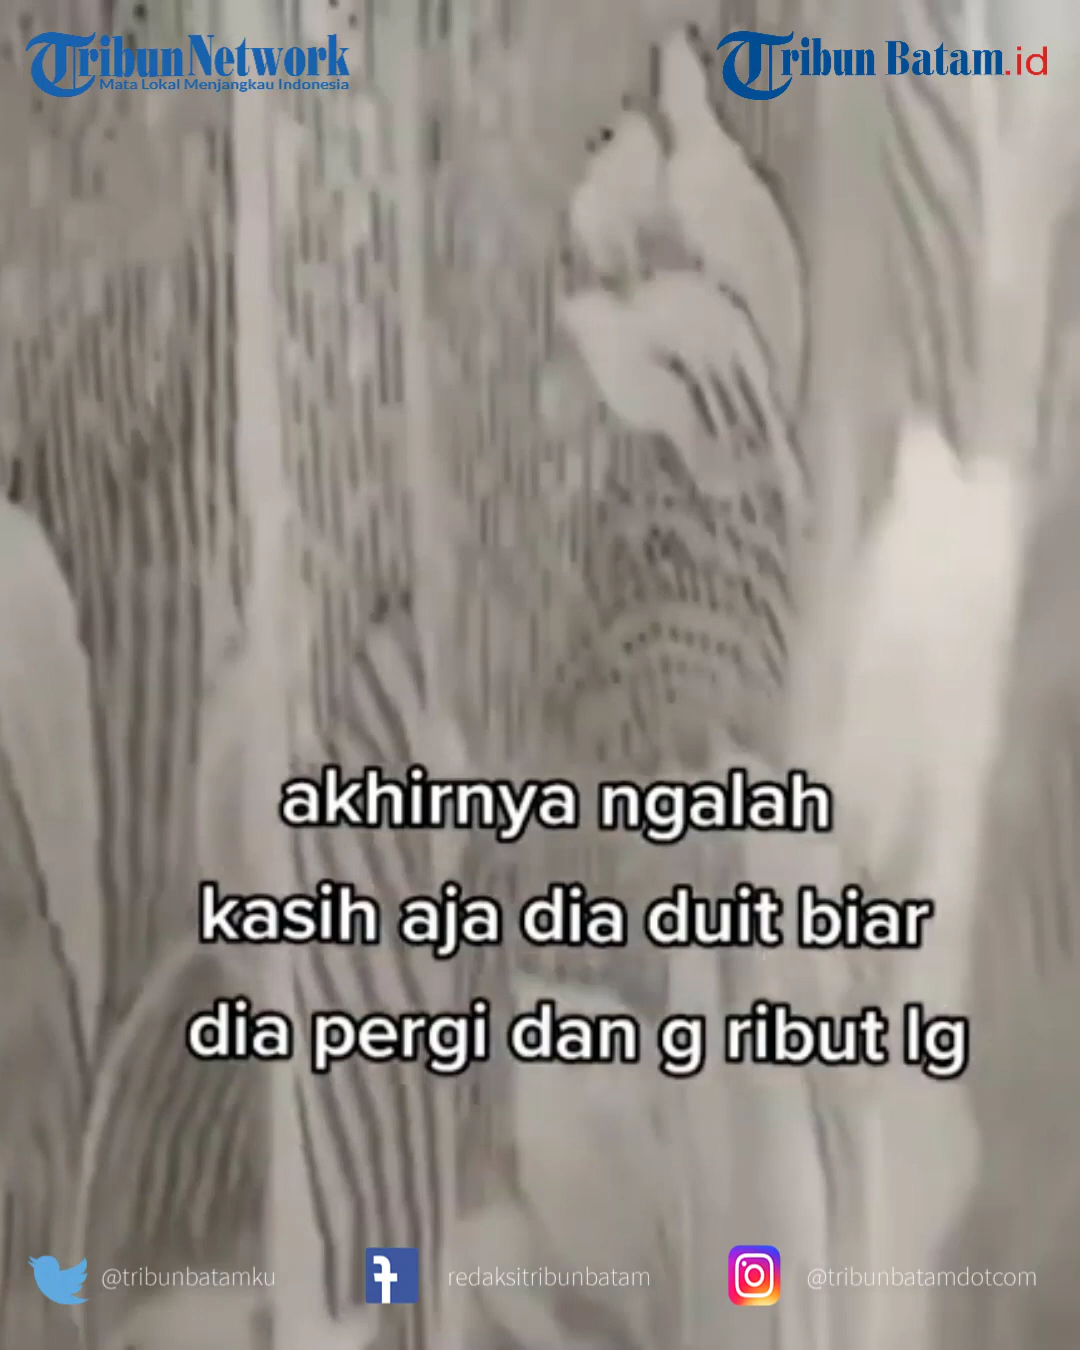 Tribun Network
Mata Lokal Menjangkau Indonesia
Tribun Batam.id
akhirnya ngalah
kasih aja dia duit biar
dia pergi dan g ribut lg
@tribunbatamku
redaksitribunbatam
@tribunbatamdotcom